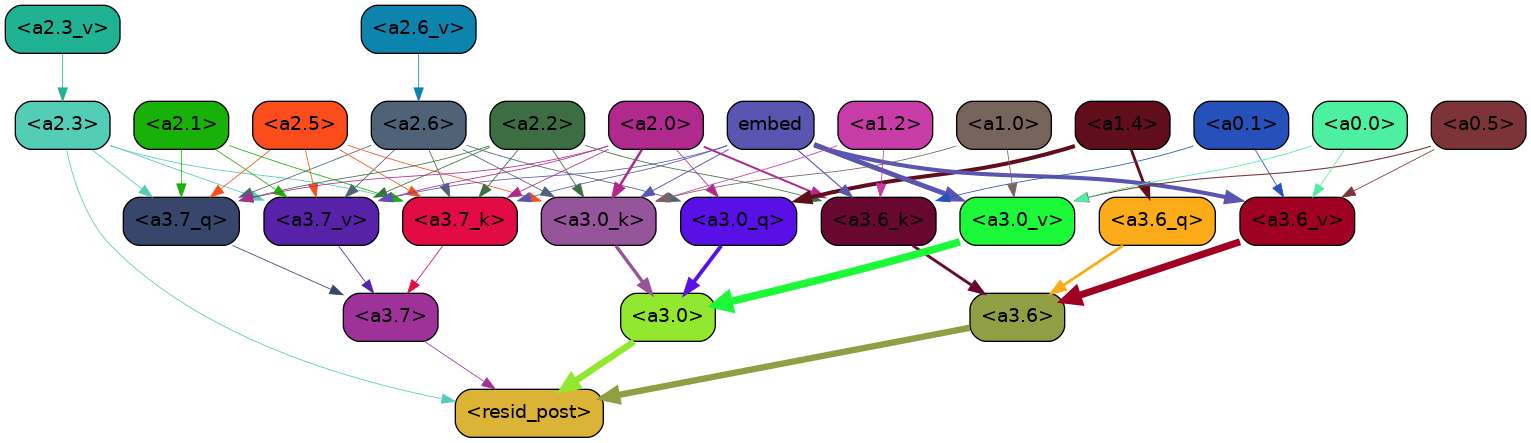 <a2.3_v> <a2.6_v>
<a2.3> <a2.1> <a2.5> <a2.6> <a2.2> <a2.0> embed <a1.2> <a1.0> <a1.4> <a0.1> <a0.0> <a0.5>
<a3.7_q> <a3.7_v> <a3.7_k> <a3.0_k> <a3.0_q> <a3.6_k> <a3.0_v> <a3.6_q> <a3.6_v>
<a3.7> <a3.0> <a3.6>
<resid_post>